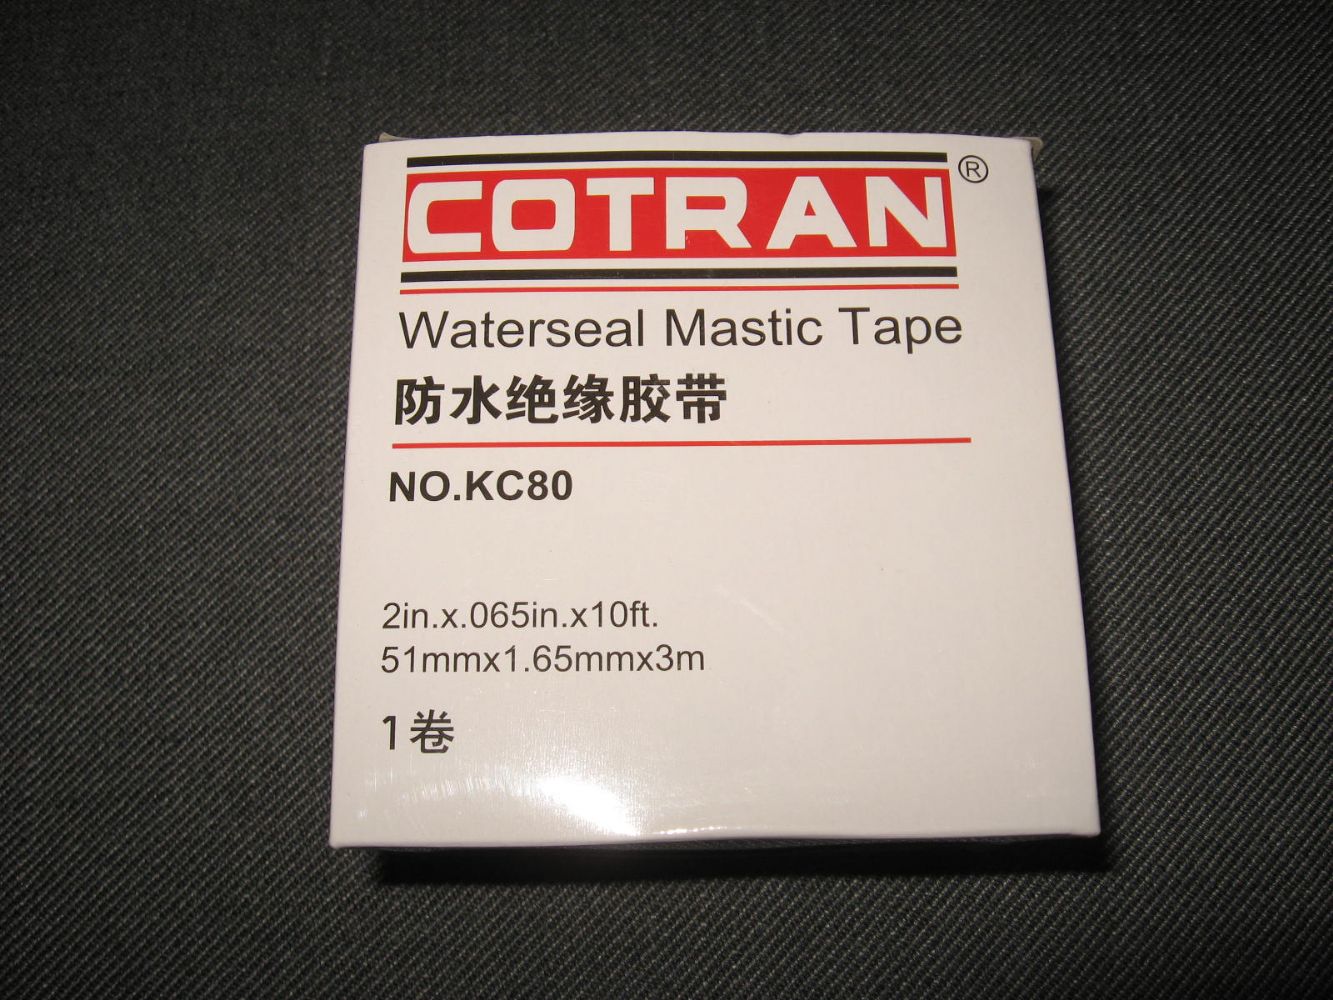 COTRAN®
Waterseal Mastic Tape
防水绝缘胶带
NO.KC80
2in.x.065in.x10ft.
51mmx1.65mmx3m
1卷